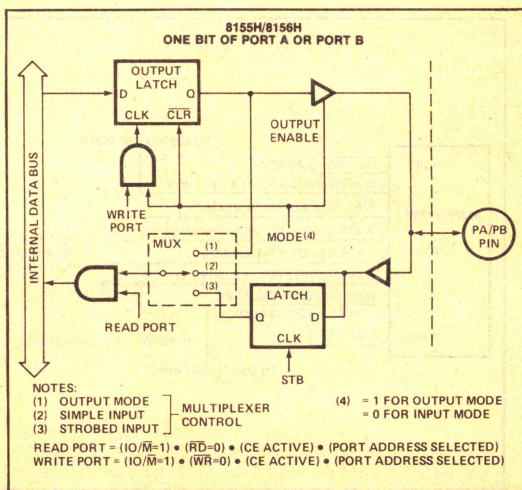 8155H/8156H
ONE BIT OF PORT A OR PORT B
OUTPUT
LATCH
D
Q
CLK
CLR
OUTPUT
ENABLE
WRITE
PORT
MODE(4)
INTERNAL DATA BUS
MUX
(1)
(2)
(3)
PA/PB
PIN
READ PORT
LATCH
Q
D
CLK
STB
NOTES:
(1) OUTPUT MODE
(2) SIMPLE INPUT
(3) STROBED INPUT
MULTIPLEXER
CONTROL
(4) = 1 FOR OUTPUT MODE
= 0 FOR INPUT MODE
READ PORT = (IO/M̅=1) • (R̅D̅=0) • (CE ACTIVE) • (PORT ADDRESS SELECTED)
WRITE PORT = (IO/M̅=1) • (W̅R̅=0) • (CE ACTIVE) • (PORT ADDRESS SELECTED)